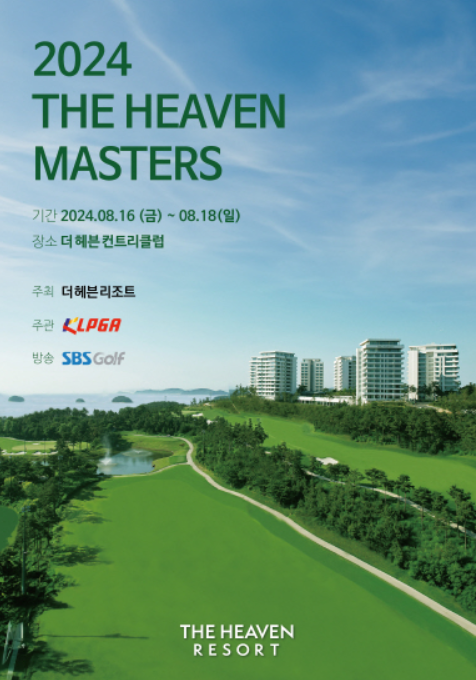 2024
THE HEAVEN
MASTERS
기간 2024.08.16 (금) ~ 08.18(일)
장소 더헤븐컨트리클럽
주최 더헤븐리조트
주관 KLPGA
방송 SBS Golf
THE HEAVEN
RESORT